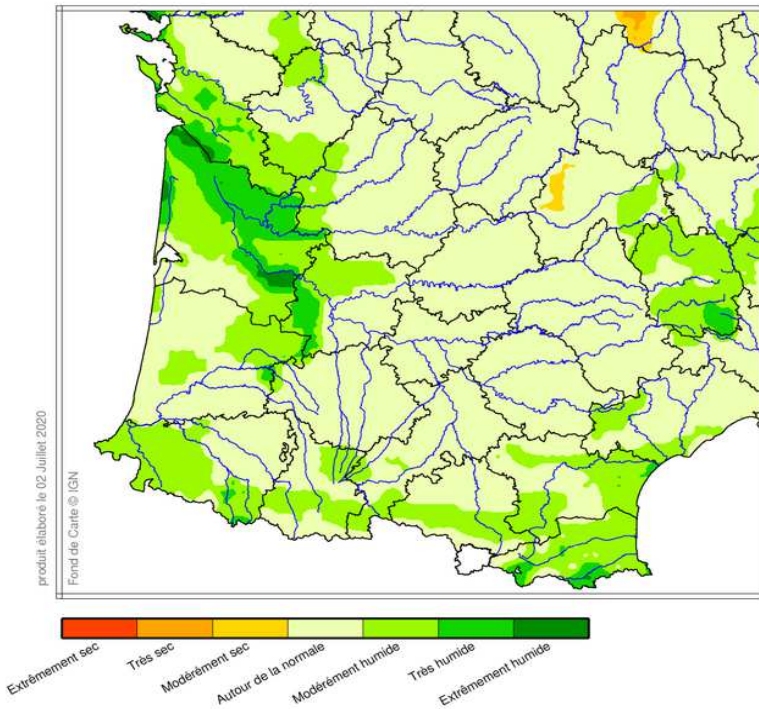 produit élaboré le 02 Juillet 2020
Fond de Carte © IGN
Extrêmement sec
Très sec
Modérément sec
Autour de la normale
Modérément humide
Très humide
Extrêmement humide